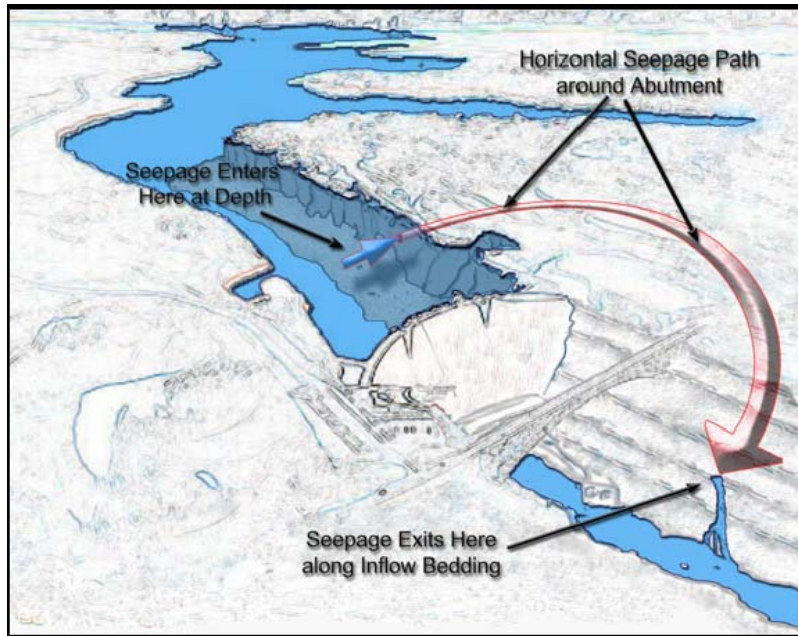 Horizontal Seepage Path
around Abutment
Seepage Enters
Here at Depth
Seepage Exits Here
along Inflow Bedding